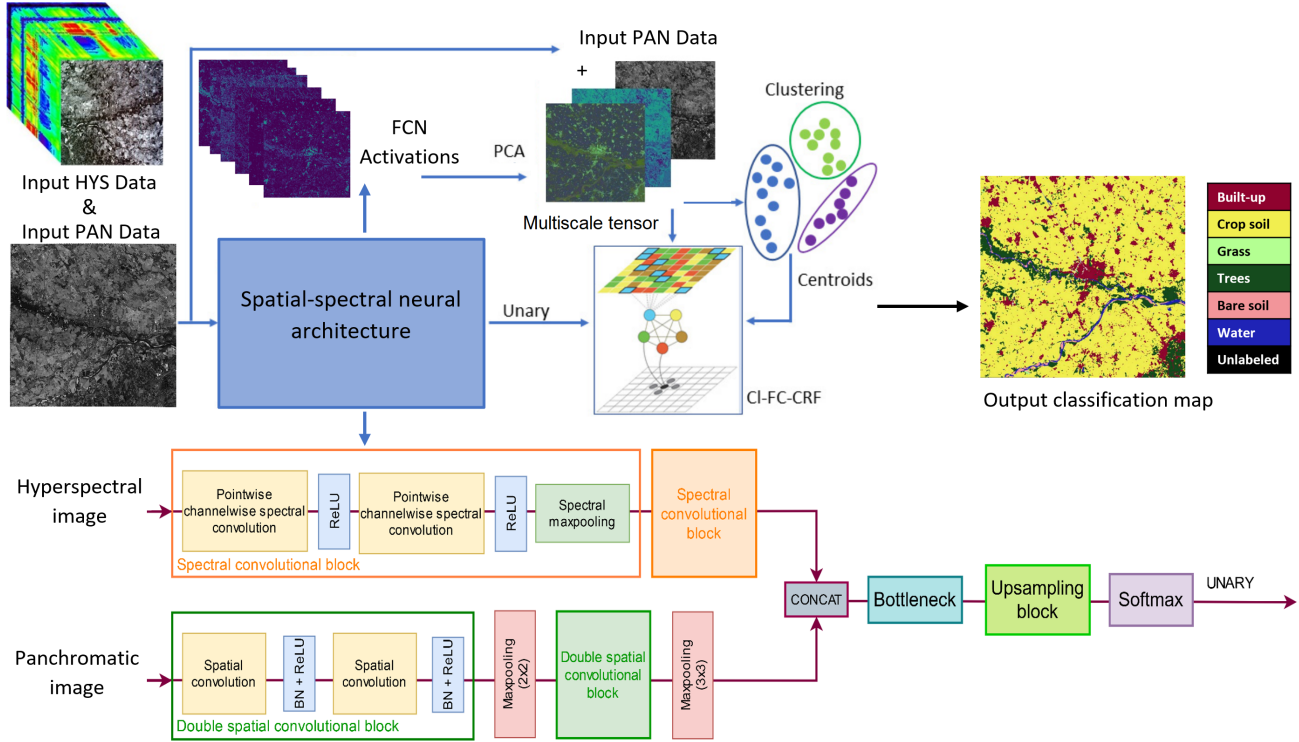 Input HYS Data
&
Input PAN Data
FCN
Activations
PCA
Input PAN Data
+
Multiscale tensor
Clustering
Centroids
Spatial-spectral neural
architecture
Unary
Cl-FC-CRF
Output classification map
Built-up
Crop soil
Grass
Trees
Bare soil
Water
Unlabeled
Hyperspectral
image
Pointwise
channelwise spectral
convolution
ReLU
Pointwise
channelwise spectral
convolution
ReLU
Spectral
maxpooling
Spectral convolutional block
Spectral
convolutional
block
Panchromatic
image
Spatial
convolution
BN + ReLU
Spatial
convolution
BN + ReLU
Double spatial convolutional block
Maxpooling
(2x2)
Double spatial
convolutional
block
Maxpooling
(3x3)
CONCAT
Bottleneck
Upsampling
block
Softmax
UNARY